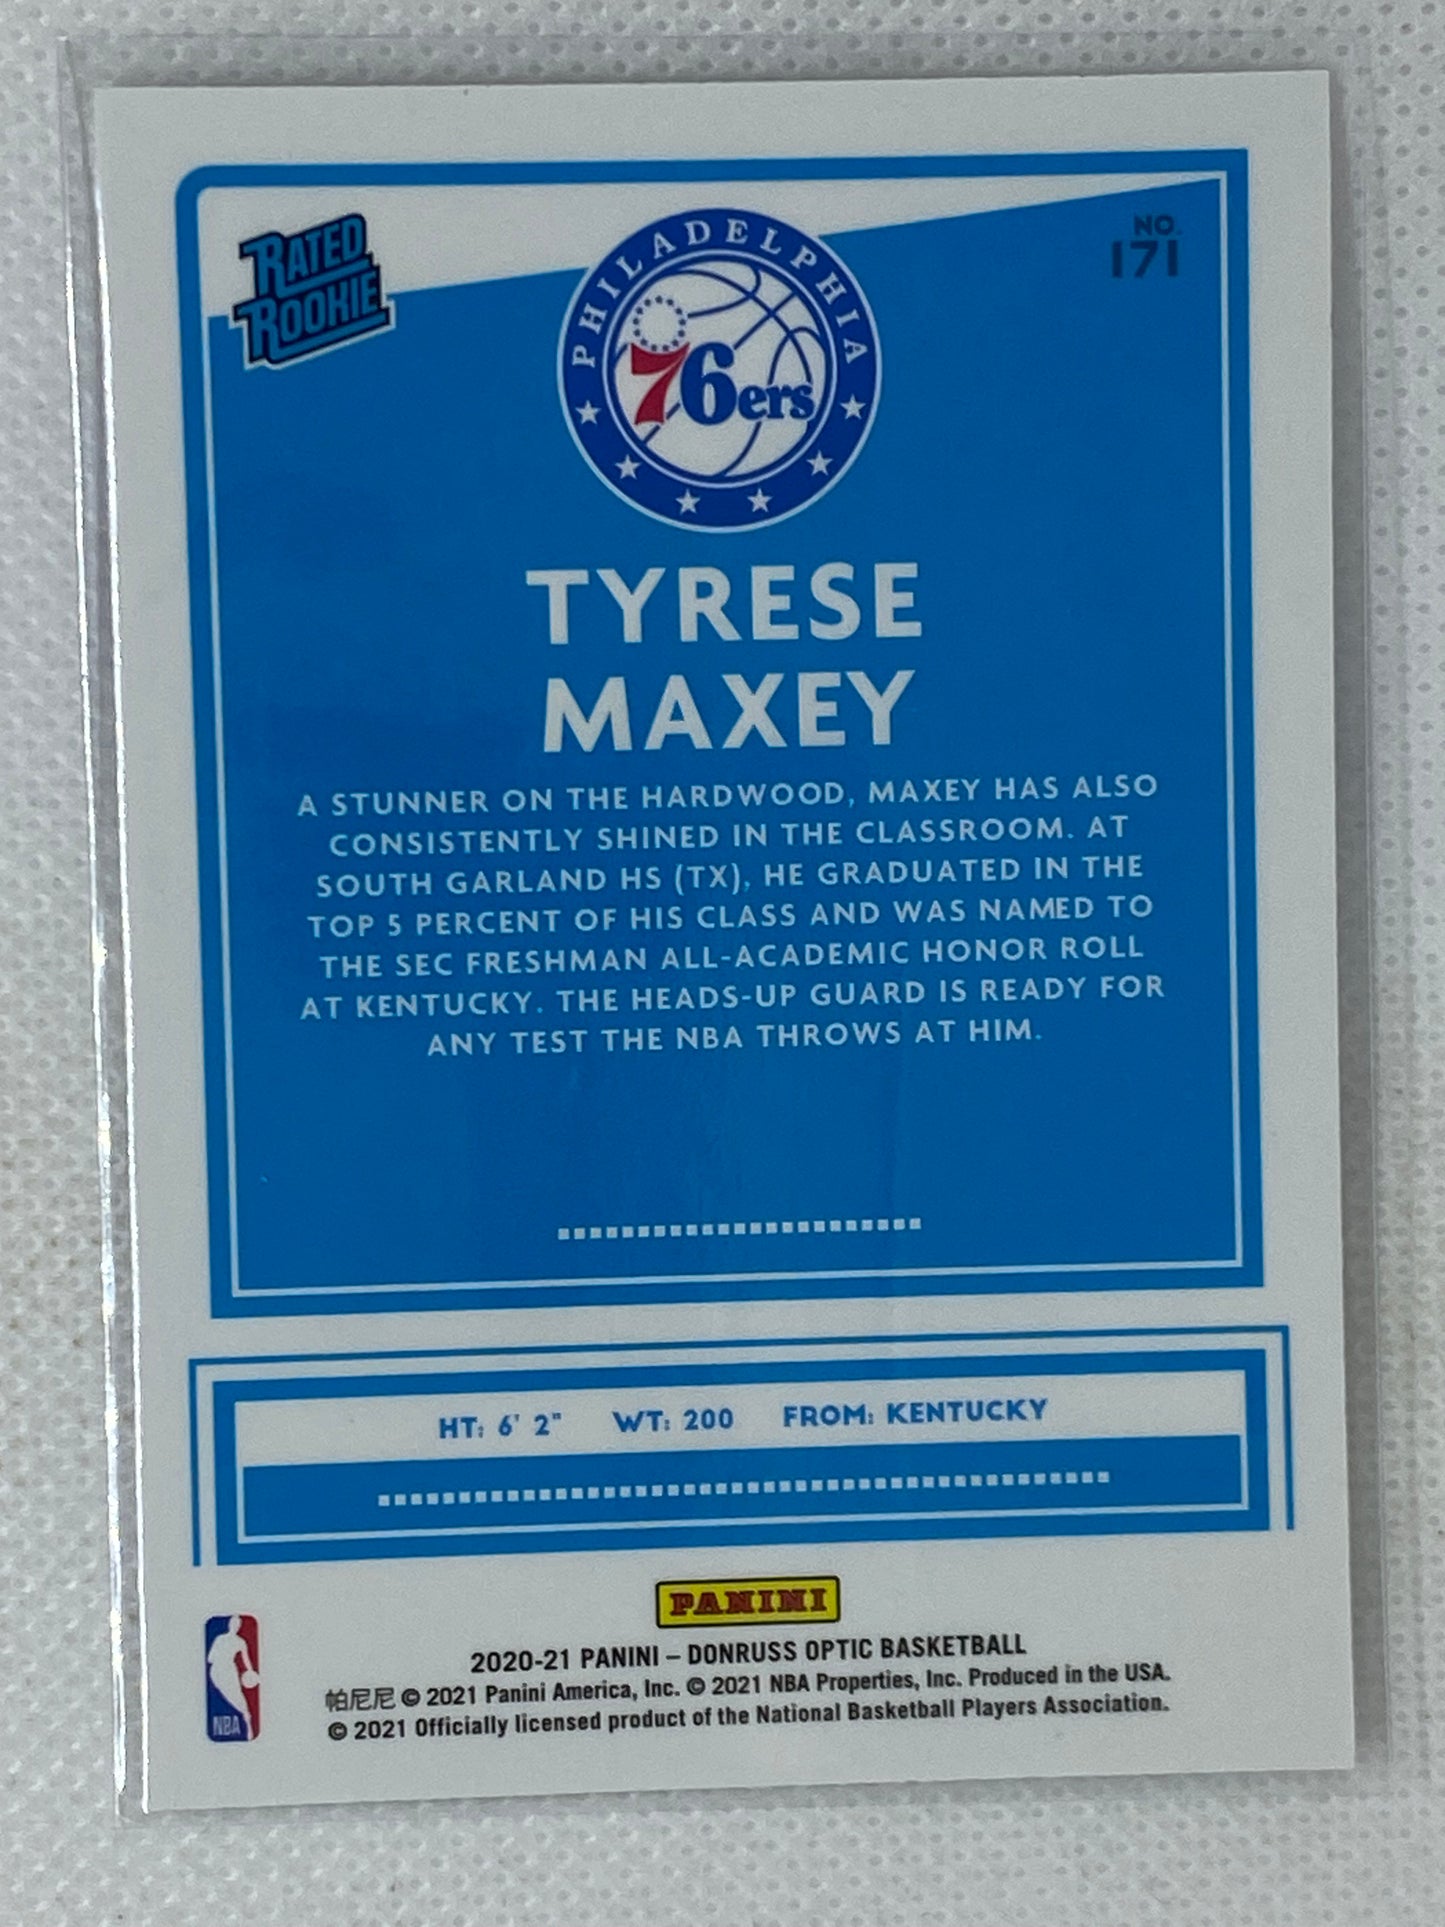 RATED
ROOKIE
NO.
171
PHILADELPHIA
76ers
TYRESE
MAXEY
A STUNNER ON THE HARDWOOD, MAXEY HAS ALSO
CONSISTENTLY SHINED IN THE CLASSROOM. AT
SOUTH GARLAND HS (TX), HE GRADUATED IN THE
TOP 5 PERCENT OF HIS CLASS AND WAS NAMED TO
THE SEC FRESHMAN ALL-ACADEMIC HONOR ROLL
AT KENTUCKY. THE HEADS-UP GUARD IS READY FOR
ANY TEST THE NBA THROWS AT HIM.
HT: 6' 2" WT: 200 FROM: KENTUCKY
PANINI
2020-21 PANINI – DONRUSS OPTIC BASKETBALL
帕尼尼 © 2021 Panini America, Inc. © 2021 NBA Properties, Inc. Produced in the USA.
© 2021 Officially licensed product of the National Basketball Players Association.
NBA